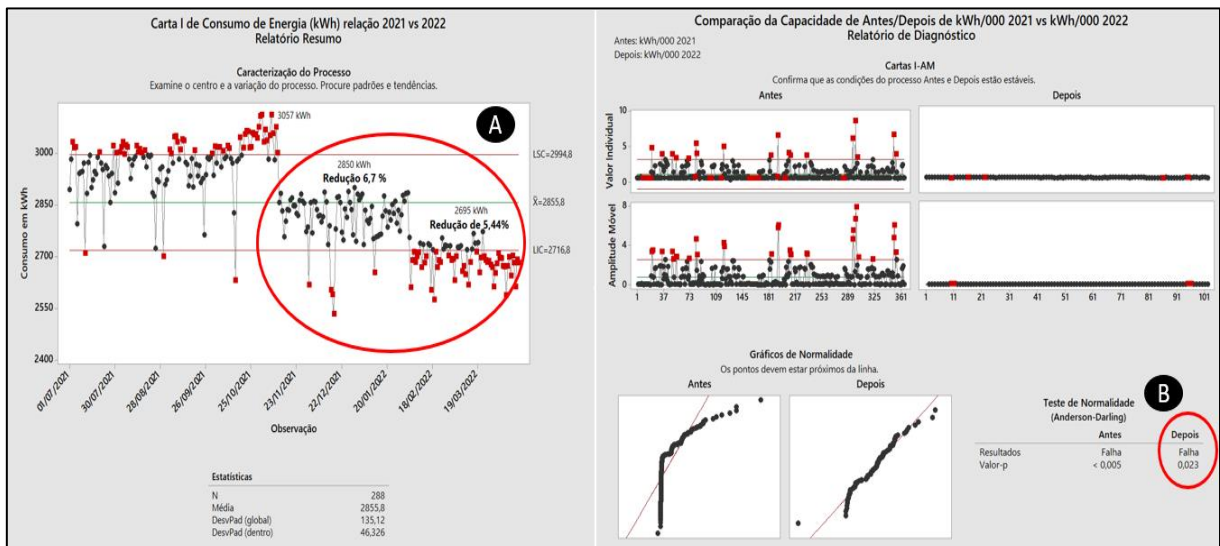 Carta I de Consumo de Energia (kWh) relação 2021 vs 2022
Relatório Resumo
Caracterização do Processo
Examine o centro e a variação do processo. Procure padrões e tendências.
A
3057 kWh
3000
2850
2700
2550
2400
Consumo em kWh
LSC=2994,8
X̄=2855,8
LIC=2716,8
2850 kWh
Redução 6,7 %
2695 kWh
Redução de 5,44%
01/07/2021
30/07/2021
28/08/2021
26/09/2021
25/10/2021
23/11/2021
22/12/2021
20/01/2022
18/02/2022
19/03/2022
Observação
Estatísticas
N 288
Média 2855,8
DesvPad (global) 135,12
DesvPad (dentro) 46,326
Comparação da Capacidade de Antes/Depois de kWh/000 2021 vs kWh/000 2022
Relatório de Diagnóstico
Antes: kWh/000 2021
Depois: kWh/000 2022
Cartas I-AM
Confirma que as condições do processo Antes e Depois estão estáveis.
Antes Depois
Valor Individual
10
5
0
Amplitude Móvel
8
4
0
1 37 73 109 145 181 217 253 289 325 361
1 11 21 31 41 51 61 71 81 91 101
Gráficos de Normalidade
Os pontos devem estar próximos da linha.
Antes Depois
B
Teste de Normalidade
(Anderson-Darling)
Antes Depois
Resultados Falha Falha
Valor-p < 0,005 0,023